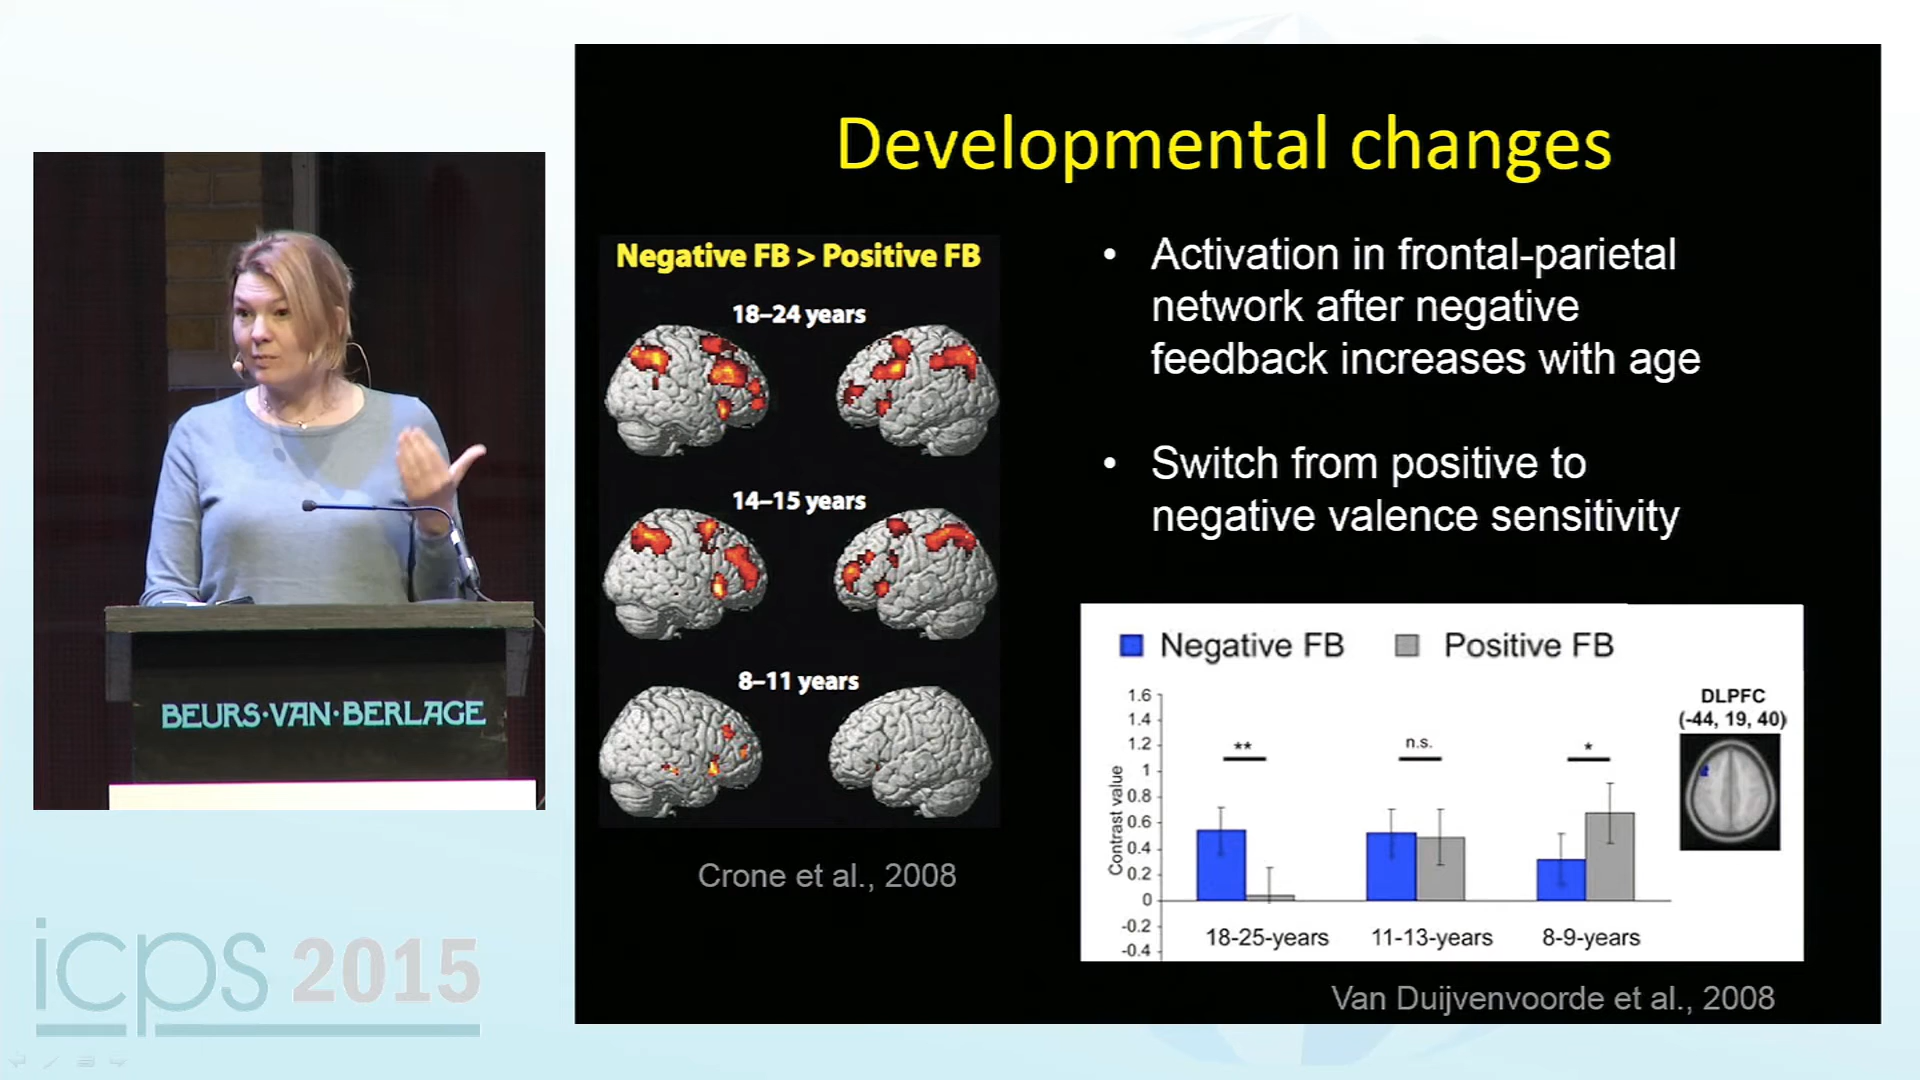 Developmental changes
Negative FB > Positive FB
18–24 years
14–15 years
8–11 years
Crone et al., 2008
• Activation in frontal-parietal
network after negative
feedback increases with age
• Switch from positive to
negative valence sensitivity
Negative FB Positive FB
DLPFC
(-44, 19, 40)
1.6
1.4
1.2
1
0.8
0.6
0.4
0.2
0
-0.2
-0.4
Contrast value
** n.s. *
18-25-years 11-13-years 8-9-years
Van Duijvenvoorde et al., 2008
BEURS·VAN·BERLAGE
icps 2015